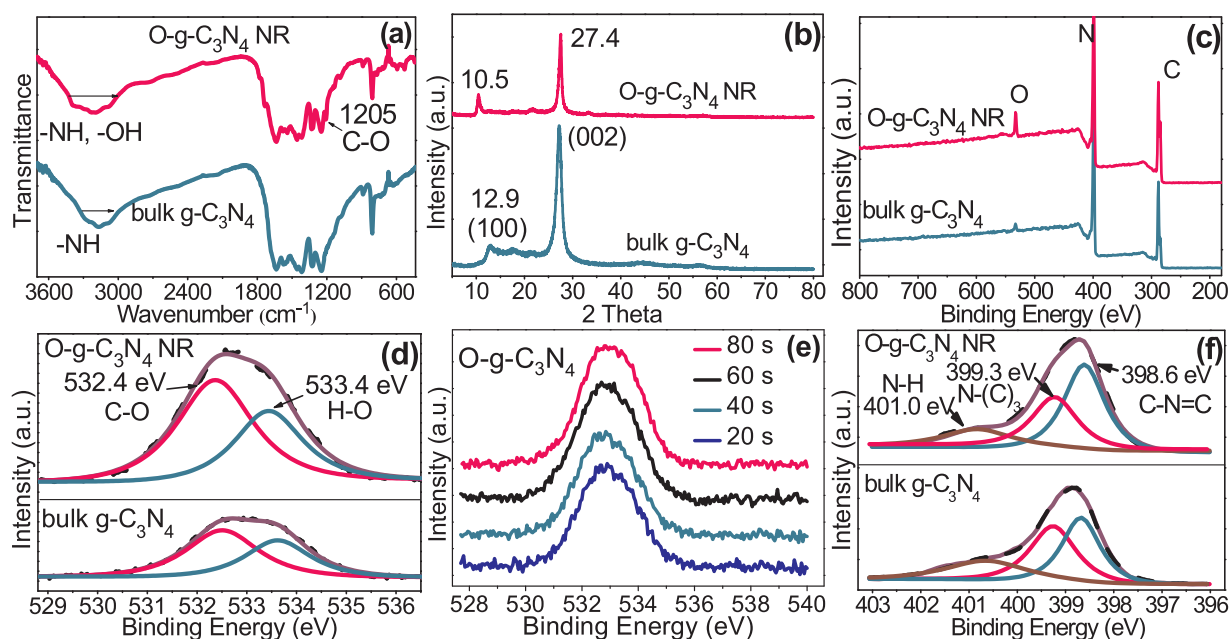 (a)
O-g-C₃N₄ NR
-NH, -OH
1205
C-O
bulk g-C₃N₄
-NH
Transmittance
3600 3000 2400 1800 1200 600
Wavenumber (cm⁻¹)
(b)
27.4
10.5
O-g-C₃N₄ NR
(002)
12.9
(100)
bulk g-C₃N₄
Intensity (a.u.)
10 20 30 40 50 60 70 80
2 Theta
(c)
N
C
O
O-g-C₃N₄ NR
bulk g-C₃N₄
Intensity (a.u.)
800 700 600 500 400 300 200
Binding Energy (eV)
(d)
O-g-C₃N₄ NR
532.4 eV
C-O
533.4 eV
H-O
bulk g-C₃N₄
Intensity (a.u.)
529 530 531 532 533 534 535 536
Binding Energy (eV)
(e)
O-g-C₃N₄
80 s
60 s
40 s
20 s
Intensity (a.u.)
528 530 532 534 536 538 540
Binding Energy (eV)
(f)
O-g-C₃N₄ NR
N-H
401.0 eV
399.3 eV
N-(C)₃
398.6 eV
C-N=C
bulk g-C₃N₄
Intensity (a.u.)
403 402 401 400 399 398 397 396
Binding Energy (eV)